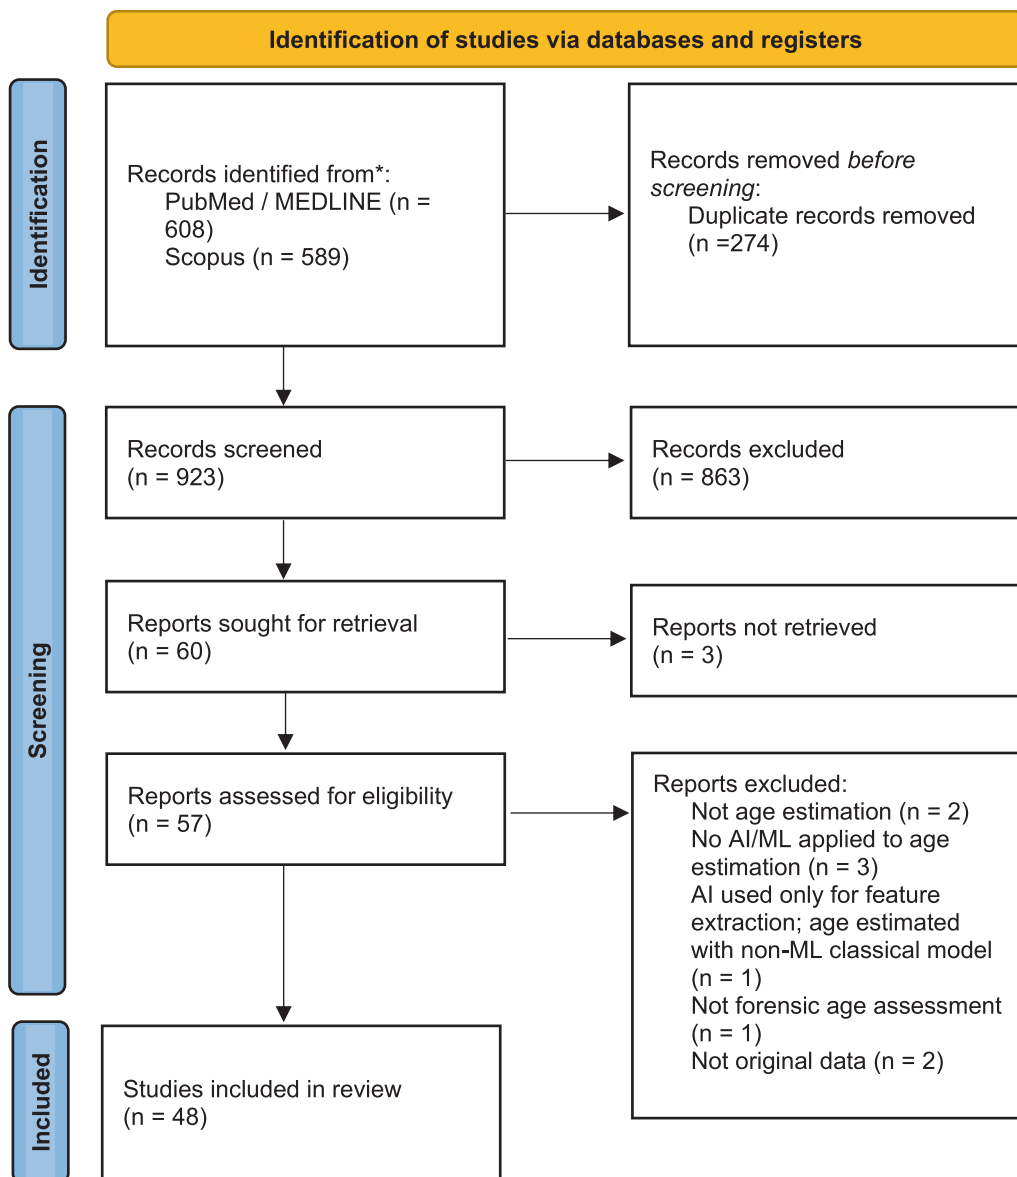 Identification of studies via databases and registers
Identification
Records identified from*:
PubMed / MEDLINE (n =
608)
Scopus (n = 589)
Records removed before
screening:
Duplicate records removed
(n =274)
Screening
Records screened
(n = 923)
Records excluded
(n = 863)
Reports sought for retrieval
(n = 60)
Reports not retrieved
(n = 3)
Reports assessed for eligibility
(n = 57)
Reports excluded:
Not age estimation (n = 2)
No AI/ML applied to age
estimation (n = 3)
AI used only for feature
extraction; age estimated
with non-ML classical model
(n = 1)
Not forensic age assessment
(n = 1)
Not original data (n = 2)
Included
Studies included in review
(n = 48)